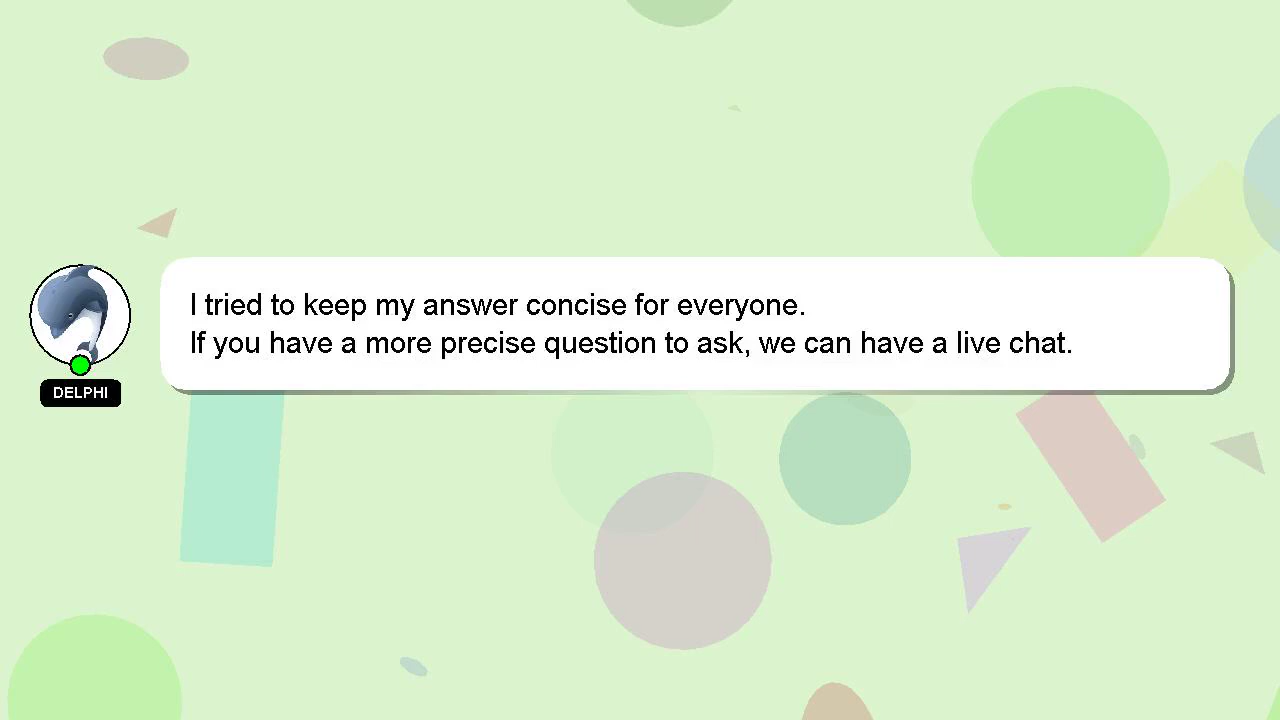 I tried to keep my answer concise for everyone.
If you have a more precise question to ask, we can have a live chat.
DELPHI